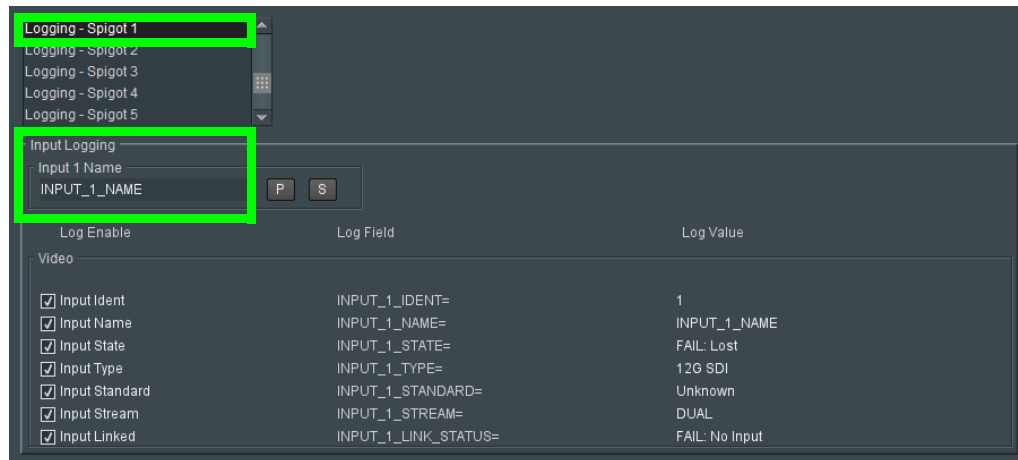 Logging - Spigot 1
Logging - Spigot 2
Logging - Spigot 3
Logging - Spigot 4
Logging - Spigot 5
Input Logging
Input 1 Name
INPUT_1_NAME P S
Log Enable Log Field Log Value
Video
Input Ident INPUT_1_IDENT= 1
Input Name INPUT_1_NAME= INPUT_1_NAME
Input State INPUT_1_STATE= FAIL: Lost
Input Type INPUT_1_TYPE= 12G SDI
Input Standard INPUT_1_STANDARD= Unknown
Input Stream INPUT_1_STREAM= DUAL
Input Linked INPUT_1_LINK_STATUS= FAIL: No Input